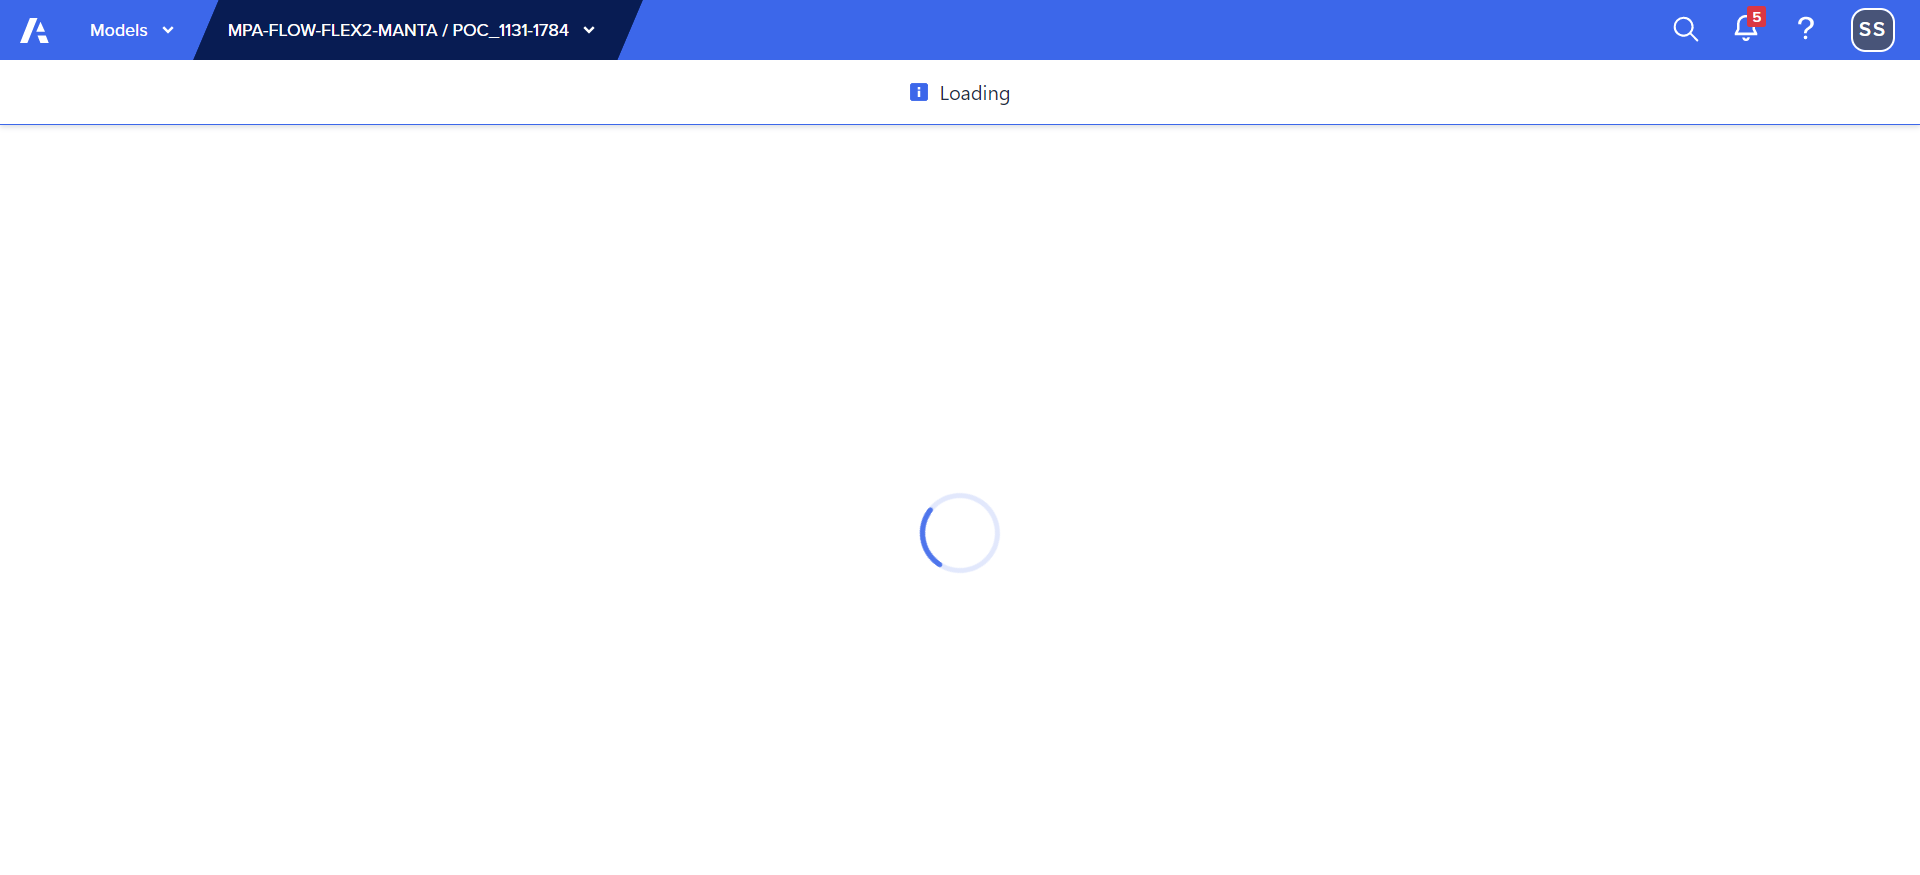 Models
MPA-FLOW-FLEX2-MANTA / POC_1131-1784
5
?
SS
Loading